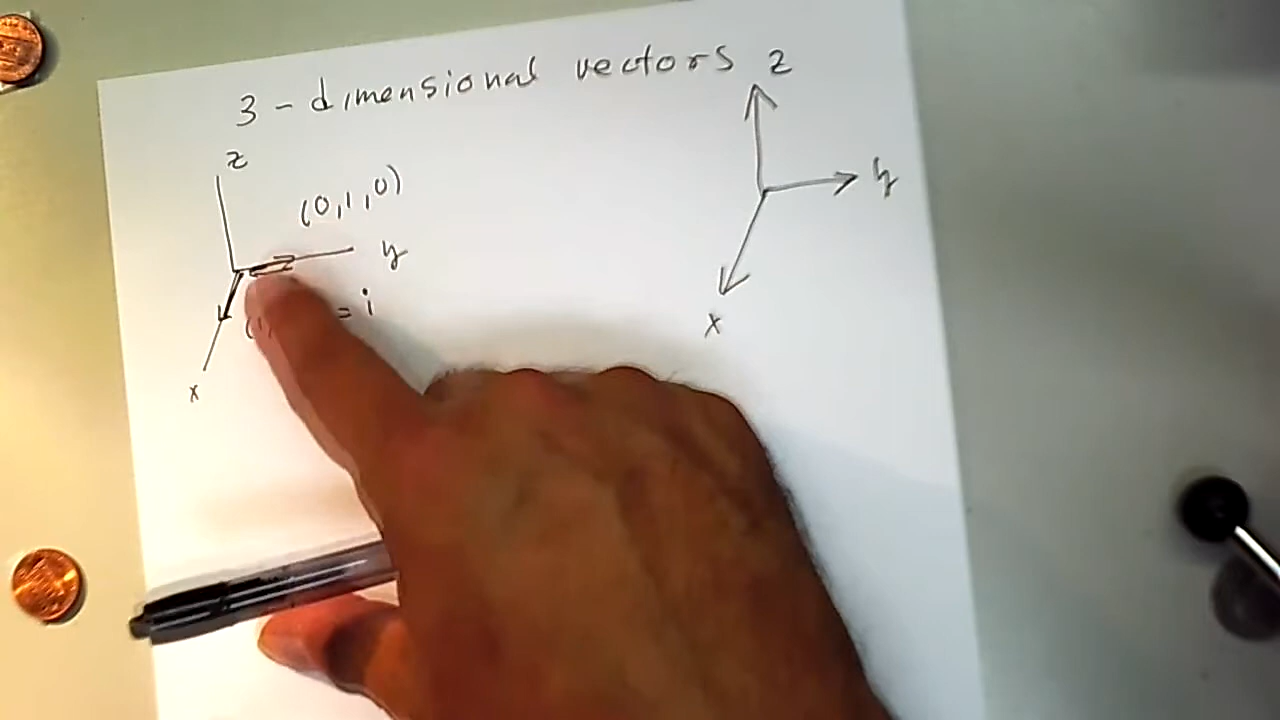 3-dimensional vectors
z
z
(0,1,0)
y
y
= i
x
x